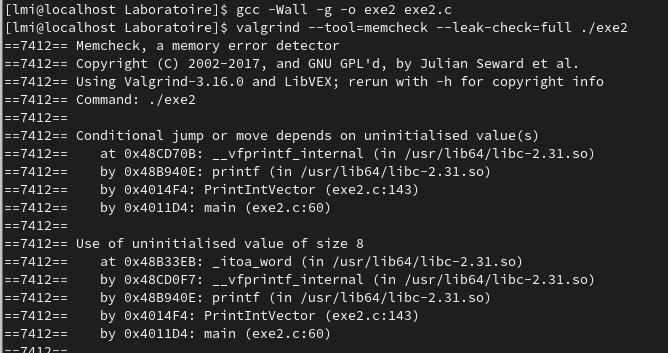 [lmi@localhost Laboratoire]$ gcc -Wall -g -o exe2 exe2.c
[lmi@localhost Laboratoire]$ valgrind --tool=memcheck --leak-check=full ./exe2
==7412== Memcheck, a memory error detector
==7412== Copyright (C) 2002-2017, and GNU GPL'd, by Julian Seward et al.
==7412== Using Valgrind-3.16.0 and LibVEX; rerun with -h for copyright info
==7412== Command: ./exe2
==7412==
==7412== Conditional jump or move depends on uninitialised value(s)
==7412==    at 0x48CD70B: __vfprintf_internal (in /usr/lib64/libc-2.31.so)
==7412==    by 0x48B940E: printf (in /usr/lib64/libc-2.31.so)
==7412==    by 0x4014F4: PrintIntVector (exe2.c:143)
==7412==    by 0x4011D4: main (exe2.c:60)
==7412==
==7412== Use of uninitialised value of size 8
==7412==    at 0x48B33EB: _itoa_word (in /usr/lib64/libc-2.31.so)
==7412==    by 0x48CD0F7: __vfprintf_internal (in /usr/lib64/libc-2.31.so)
==7412==    by 0x48B940E: printf (in /usr/lib64/libc-2.31.so)
==7412==    by 0x4014F4: PrintIntVector (exe2.c:143)
==7412==    by 0x4011D4: main (exe2.c:60)
==7412==